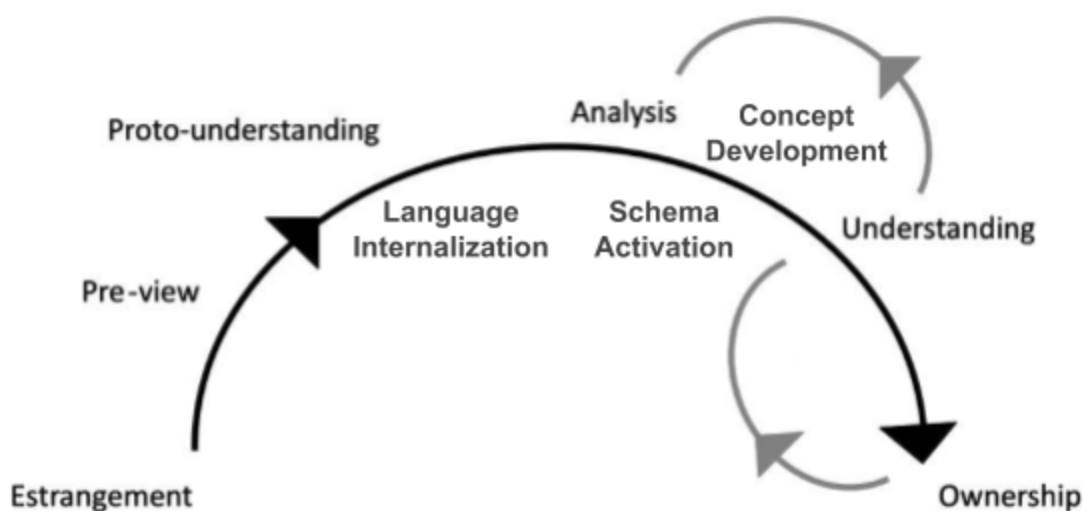 Analysis
Concept
Development
Proto-understanding
Language
Internalization
Schema
Activation
Understanding
Pre-view
Estrangement
Ownership